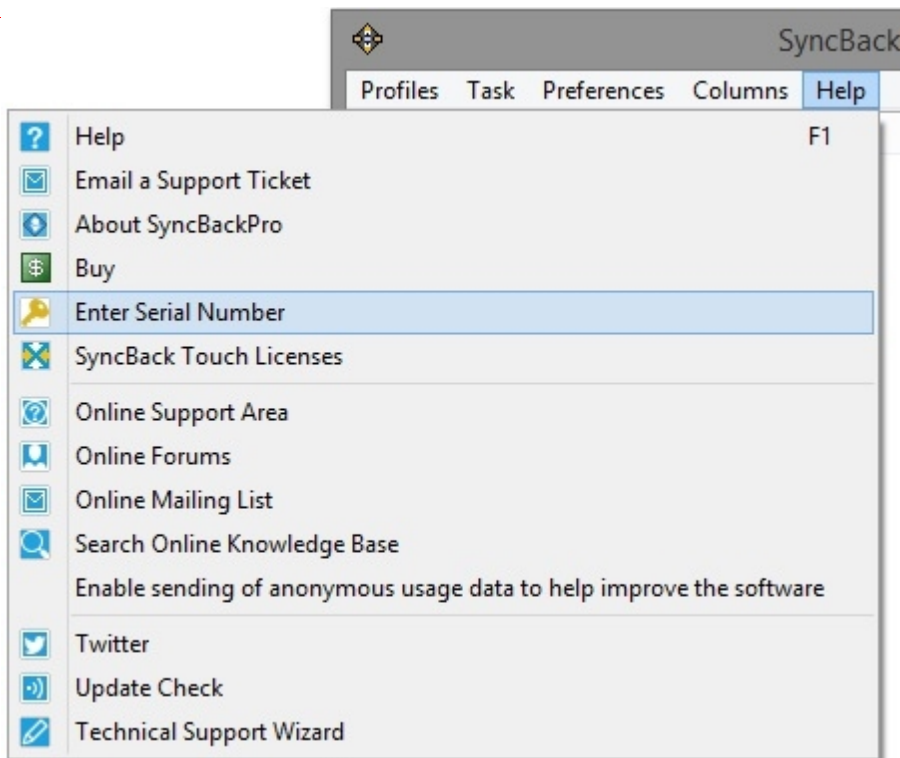 SyncBack
Profiles Task Preferences Columns Help
Help F1
Email a Support Ticket
About SyncBackPro
Buy
Enter Serial Number
SyncBack Touch Licenses
Online Support Area
Online Forums
Online Mailing List
Search Online Knowledge Base
Enable sending of anonymous usage data to help improve the software
Twitter
Update Check
Technical Support Wizard